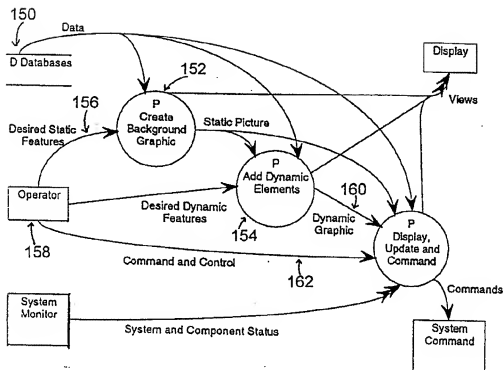 150
Data
D Databases
Display
152
P
Create
Background
Graphic
Views
156
Desired Static
Features
Static Picture
P
Add Dynamic
Elements
160
Operator
Desired Dynamic
Features
154
Dynamic
Graphic
P
Display,
Update and
Command
158
Command and Control
162
System
Monitor
Commands
System and Component Status
System
Command